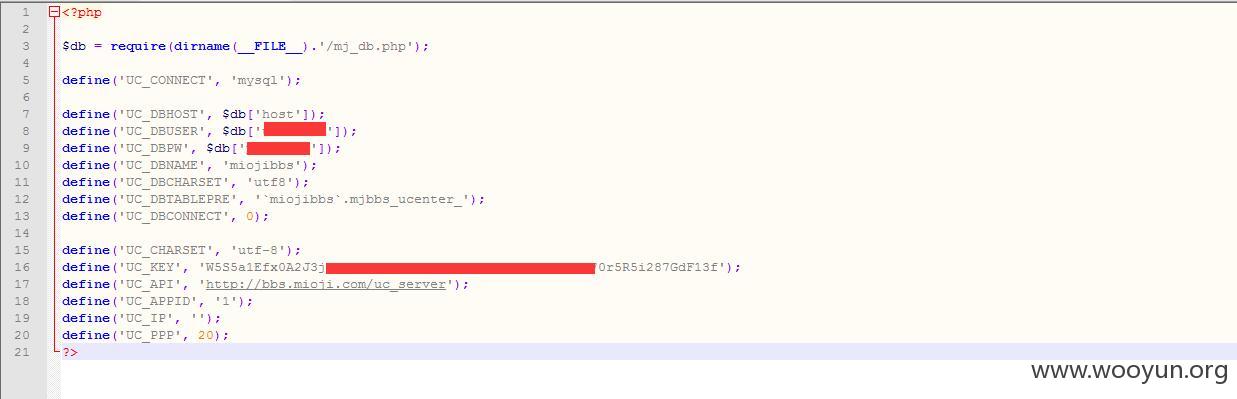 1 <?php
2
3 $db = require(dirname(__FILE__).'/mj_db.php');
4
5 define('UC_CONNECT', 'mysql');
6
7 define('UC_DBHOST', $db['host']);
8 define('UC_DBUSER', $db['']);
9 define('UC_DBPW', $db['']);
10 define('UC_DBNAME', 'miojibbs');
11 define('UC_DBCHARSET', 'utf8');
12 define('UC_DBTABLEPRE', '`miojibbs`.mjbbs_ucenter_');
13 define('UC_DBCONNECT', 0);
14
15 define('UC_CHARSET', 'utf-8');
16 define('UC_KEY', 'W5S5a1Efx0A2J3j 0r5R5i287GdF13f');
17 define('UC_API', 'http://bbs.mioji.com/uc_server');
18 define('UC_APPID', '1');
19 define('UC_IP', '');
20 define('UC_PPP', 20);
21 ?>
www.wooyun.org